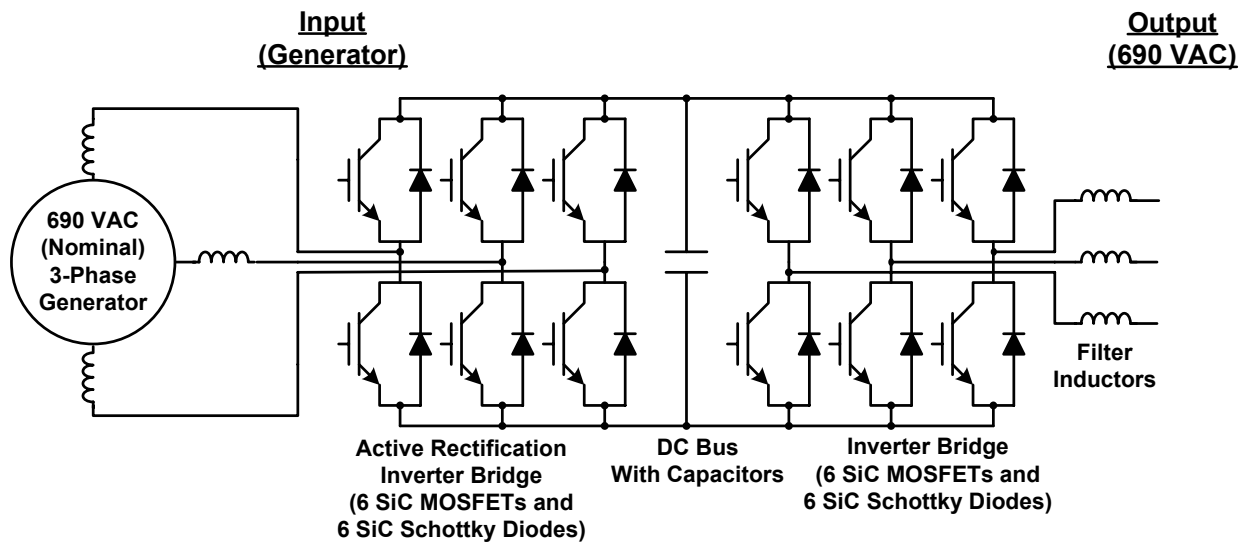 Input
(Generator)
Output
(690 VAC)
690 VAC
(Nominal)
3-Phase
Generator
Filter
Inductors
Active Rectification
Inverter Bridge
(6 SiC MOSFETs and
6 SiC Schottky Diodes)
DC Bus
With Capacitors
Inverter Bridge
(6 SiC MOSFETs and
6 SiC Schottky Diodes)